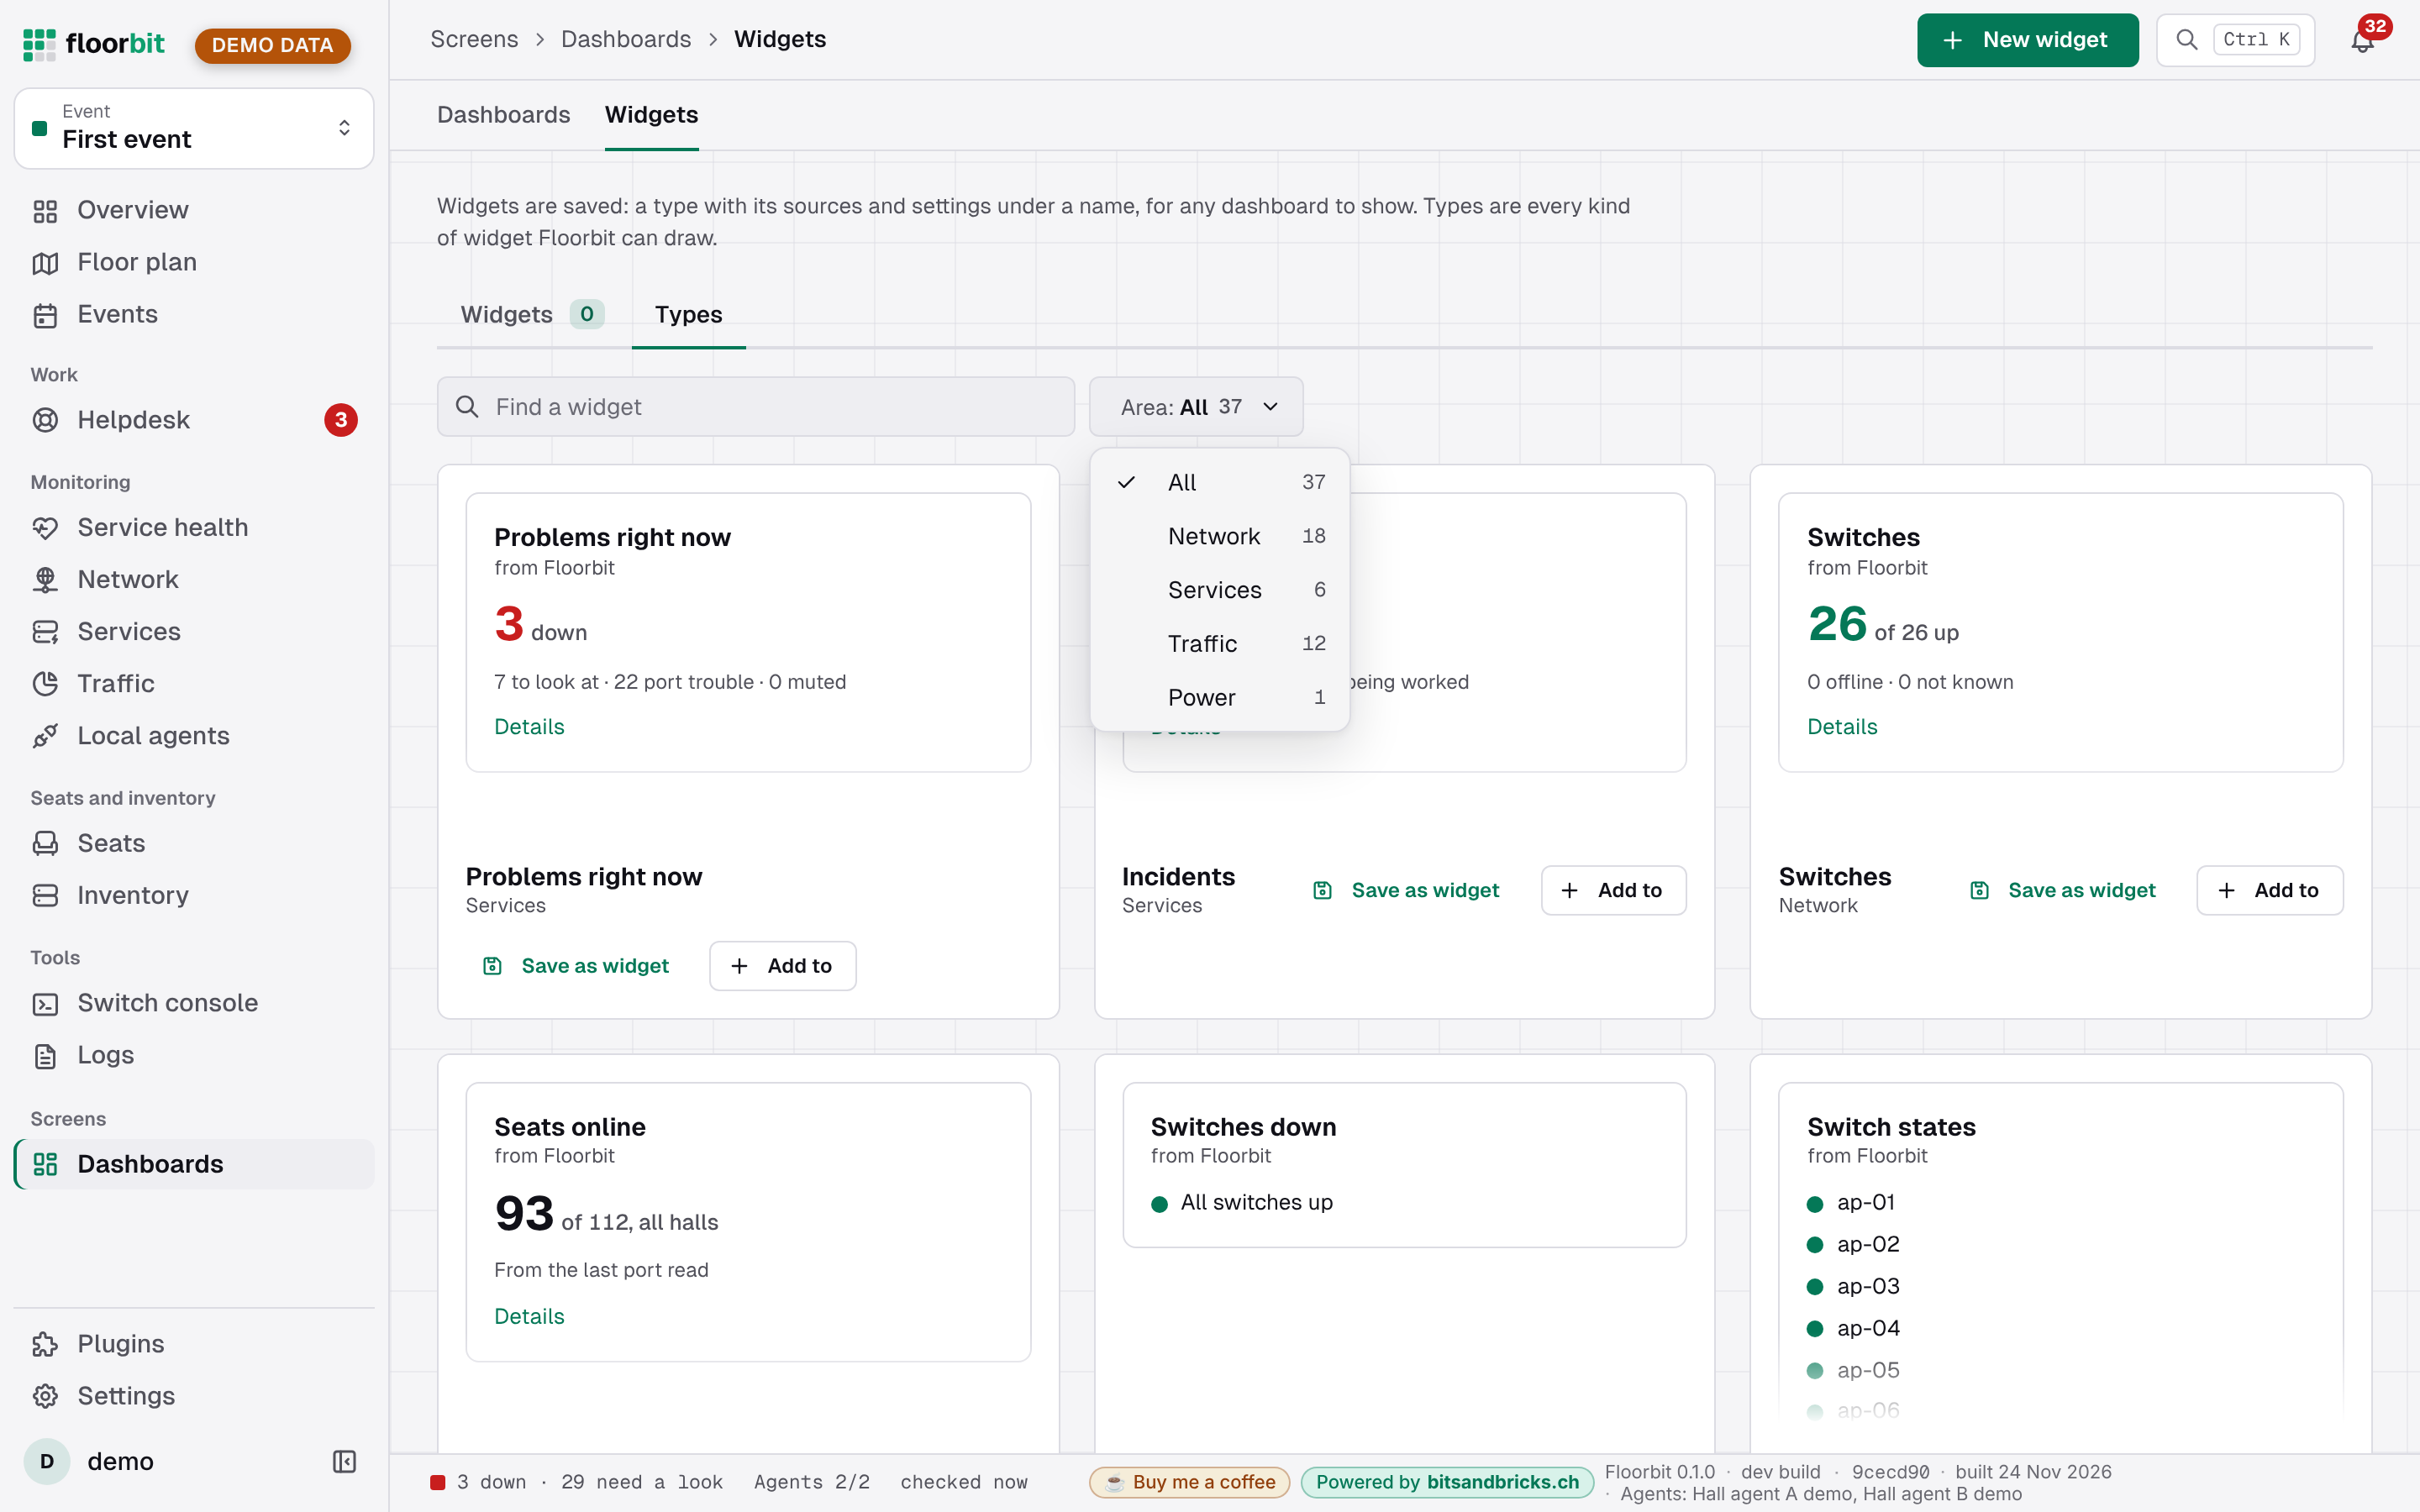 floorbit
DEMO DATA
Event
First event
Overview
Floor plan
Events
Work
Helpdesk 3
Monitoring
Service health
Network
Services
Traffic
Local agents
Seats and inventory
Seats
Inventory
Tools
Switch console
Logs
Screens
Dashboards
Plugins
Settings
D demo
Screens > Dashboards > Widgets
New widget
Ctrl K
32
Dashboards Widgets
Widgets are saved: a type with its sources and settings under a name, for any dashboard to show. Types are every kind
of widget Floorbit can draw.
Widgets 0 Types
Find a widget
Area: All 37
All 37
Network 18
Services 6
Traffic 12
Power 1
Problems right now
from Floorbit
3 down
7 to look at · 22 port trouble · 0 muted
Details
Problems right now
Services
Save as widget
Add to
being worked
Incidents
Services
Save as widget
Add to
Switches
from Floorbit
26 of 26 up
0 offline · 0 not known
Details
Switches
Network
Save as widget
Add to
Seats online
from Floorbit
93 of 112, all halls
From the last port read
Details
Switches down
from Floorbit
All switches up
Switch states
from Floorbit
ap-01
ap-02
ap-03
ap-04
ap-05
ap-06
3 down · 29 need a look Agents 2/2 checked now
Buy me a coffee
Powered by bitsandbricks.ch
Floorbit 0.1.0 · dev build · 9cecd90 · built 24 Nov 2026
· Agents: Hall agent A demo, Hall agent B demo